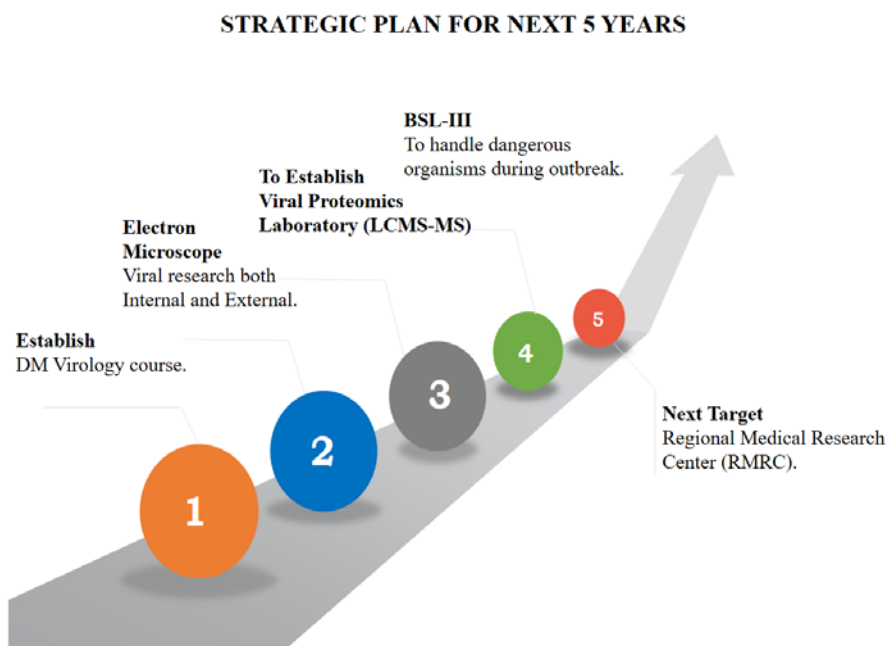 STRATEGIC PLAN FOR NEXT 5 YEARS
BSL-III
To handle dangerous
organisms during outbreak.
To Establish
Viral Proteomics
Laboratory (LCMS-MS)
Electron
Microscope
Viral research both
Internal and External.
Establish
DM Virology course.
5
4
3
2
1
Next Target
Regional Medical Research
Center (RMRC).